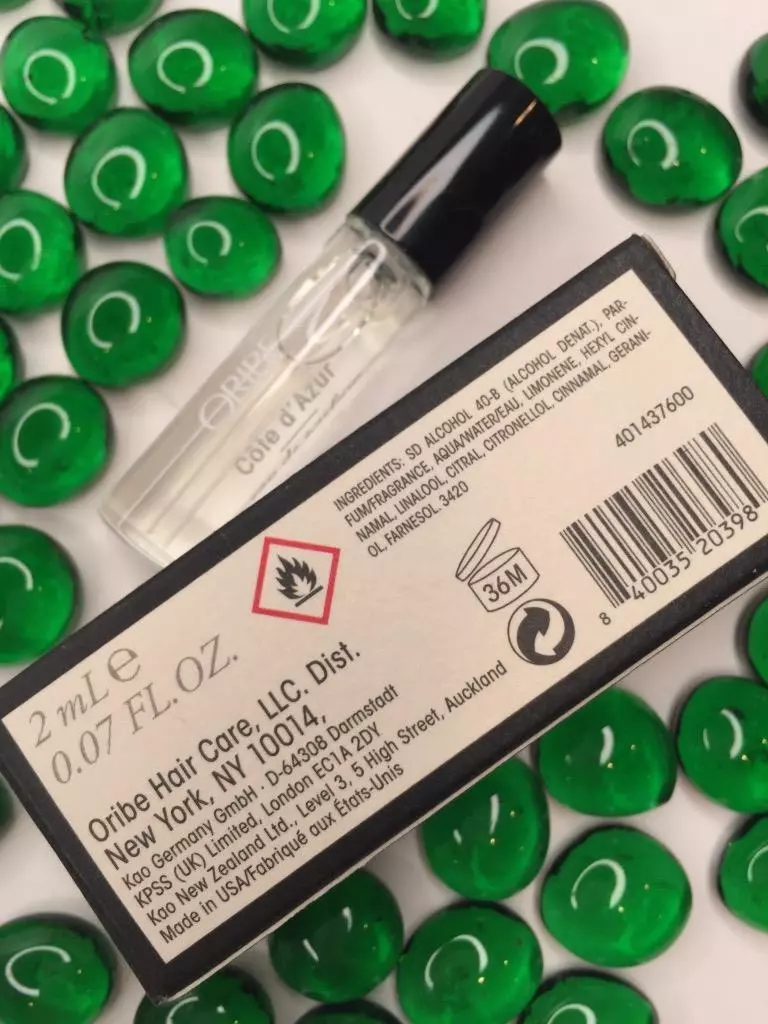 ORIBE
Côte d'Azur
INGREDIENTS: SD ALCOHOL 40-B (ALCOHOL DENAT.), PAR-
FUM/FRAGRANCE, AQUA/WATER/EAU, LIMONENE, HEXYL CIN-
NAMAL, LINALOOL, CITRAL, CITRONELLOL, CINNAMAL, GERANI-
OL, FARNESOL. 3420
401437600
36M
8 40035 20398
2 mL e
0.07 FL.OZ.
Oribe Hair Care, LLC. Dist.
New York, NY 10014,
Kao Germany GmbH · D-64308 Darmstadt
KPSS (UK) Limited, London EC1A 2DY
Kao New Zealand Ltd., Level 3, 5 High Street, Auckland
Made in USA/Fabriqué aux États-Unis